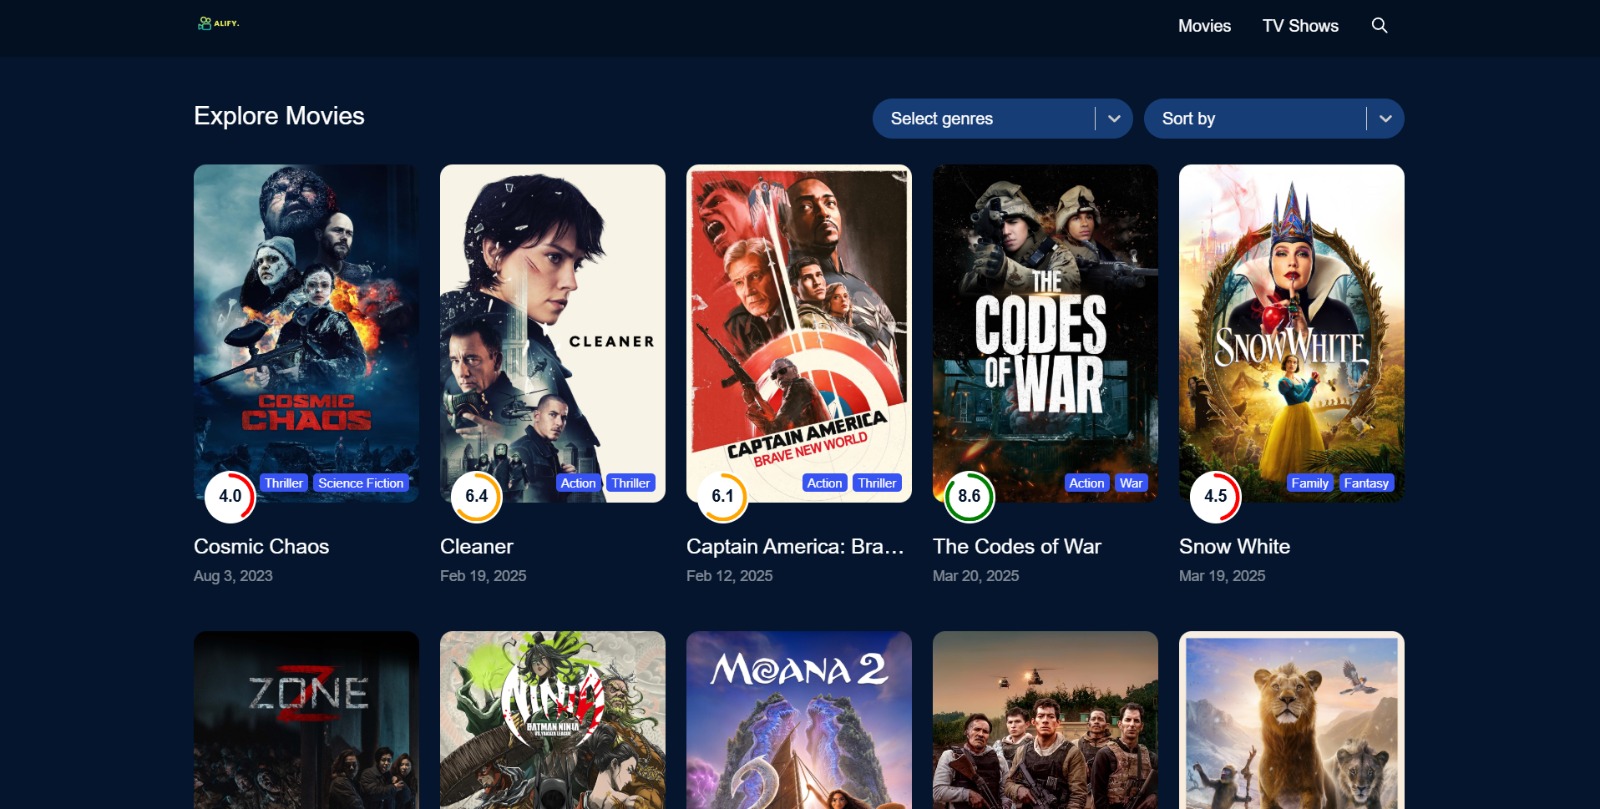 ALIFY.
Movies
TV Shows
Explore Movies
Select genres
Sort by
COSMIC
CHAOS
CLEANER
CAPTAIN AMERICA
BRAVE NEW WORLD
THE
CODES
OF WAR
SNOW WHITE
4.0
Thriller
Science Fiction
6.4
Action
Thriller
6.1
Action
Thriller
8.6
Action
War
4.5
Family
Fantasy
Cosmic Chaos
Cleaner
Captain America: Bra...
The Codes of War
Snow White
Aug 3, 2023
Feb 19, 2025
Feb 12, 2025
Mar 20, 2025
Mar 19, 2025
Z
ZONE
NINJA
BATMAN NINJA
VS. YAKUZA LEAGUE
MOANA 2